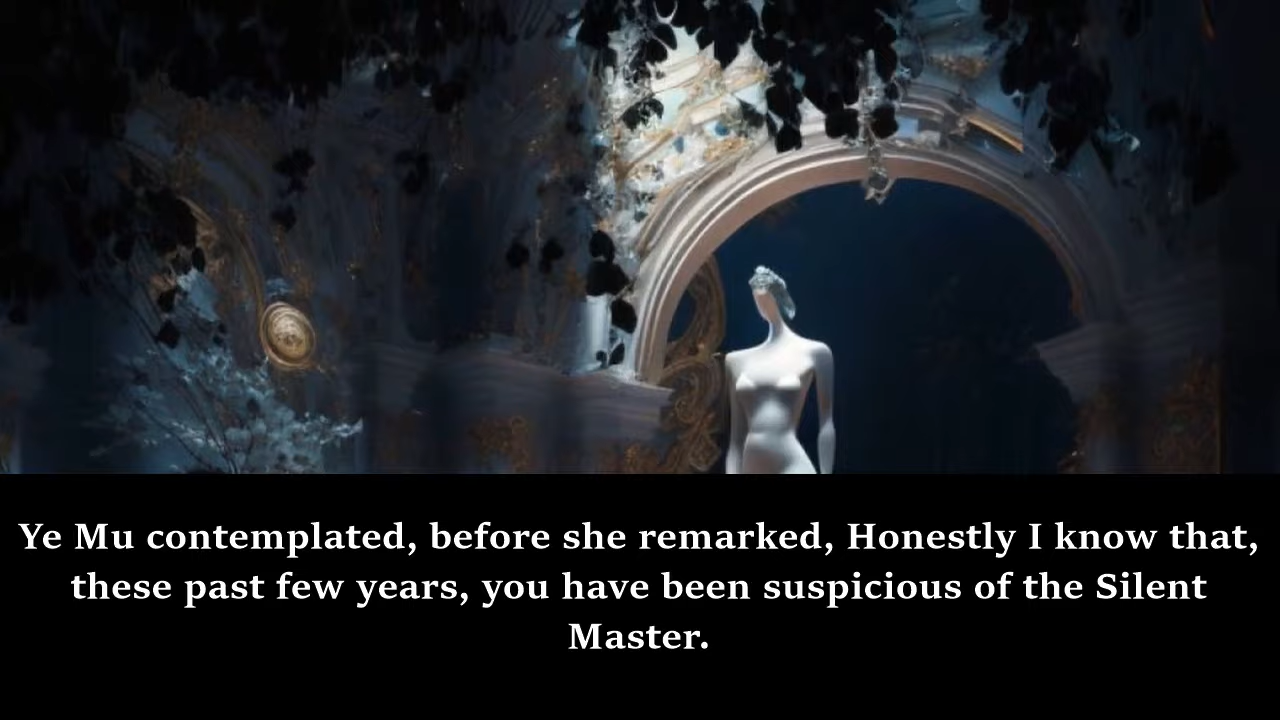 Ye Mu contemplated, before she remarked, Honestly I know that,
these past few years, you have been suspicious of the Silent
Master.